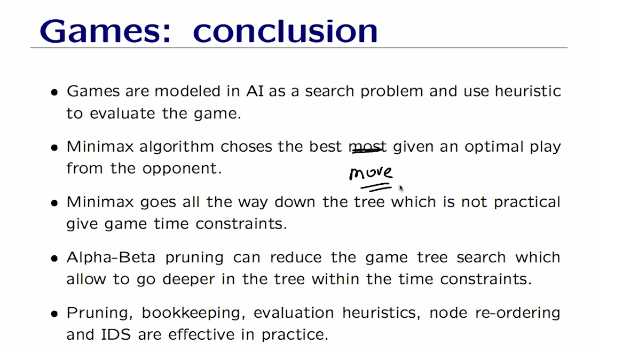 Games: conclusion
• Games are modeled in AI as a search problem and use heuristic
to evaluate the game.
• Minimax algorithm choses the best most given an optimal play
from the opponent.
move
• Minimax goes all the way down the tree which is not practical
give game time constraints.
• Alpha-Beta pruning can reduce the game tree search which
allow to go deeper in the tree within the time constraints.
• Pruning, bookkeeping, evaluation heuristics, node re-ordering
and IDS are effective in practice.